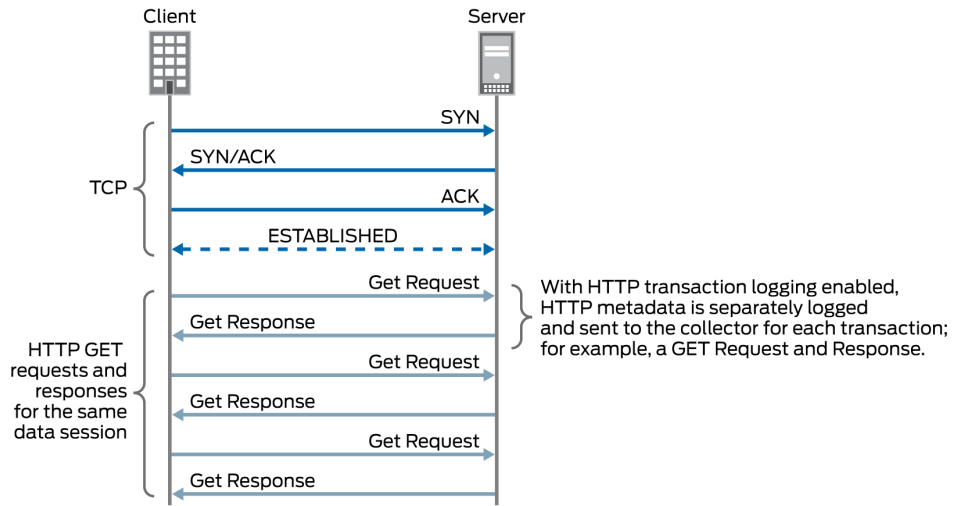 Client
Server
SYN
SYN/ACK
TCP
ACK
ESTABLISHED
Get Request
With HTTP transaction logging enabled,
HTTP metadata is separately logged
and sent to the collector for each transaction;
for example, a GET Request and Response.
Get Response
HTTP GET
requests and
responses
for the same
data session
Get Request
Get Response
Get Request
Get Response